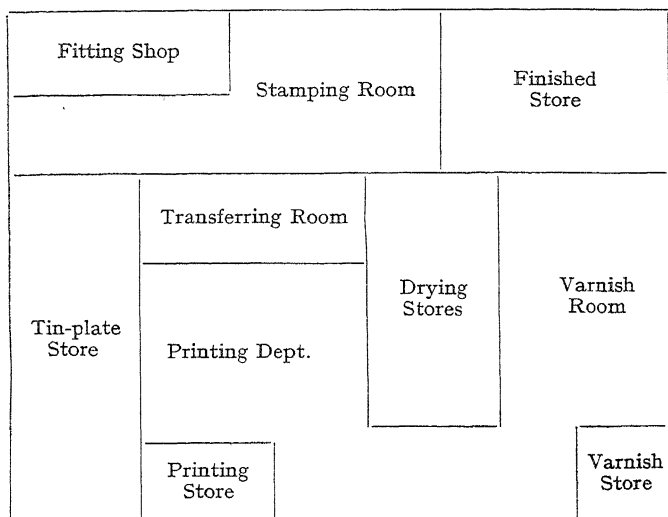 Fitting Shop
Stamping Room
Finished
Store
Transferring Room
Tin-plate
Store
Printing Dept.
Drying
Stores
Varnish
Room
Printing
Store
Varnish
Store